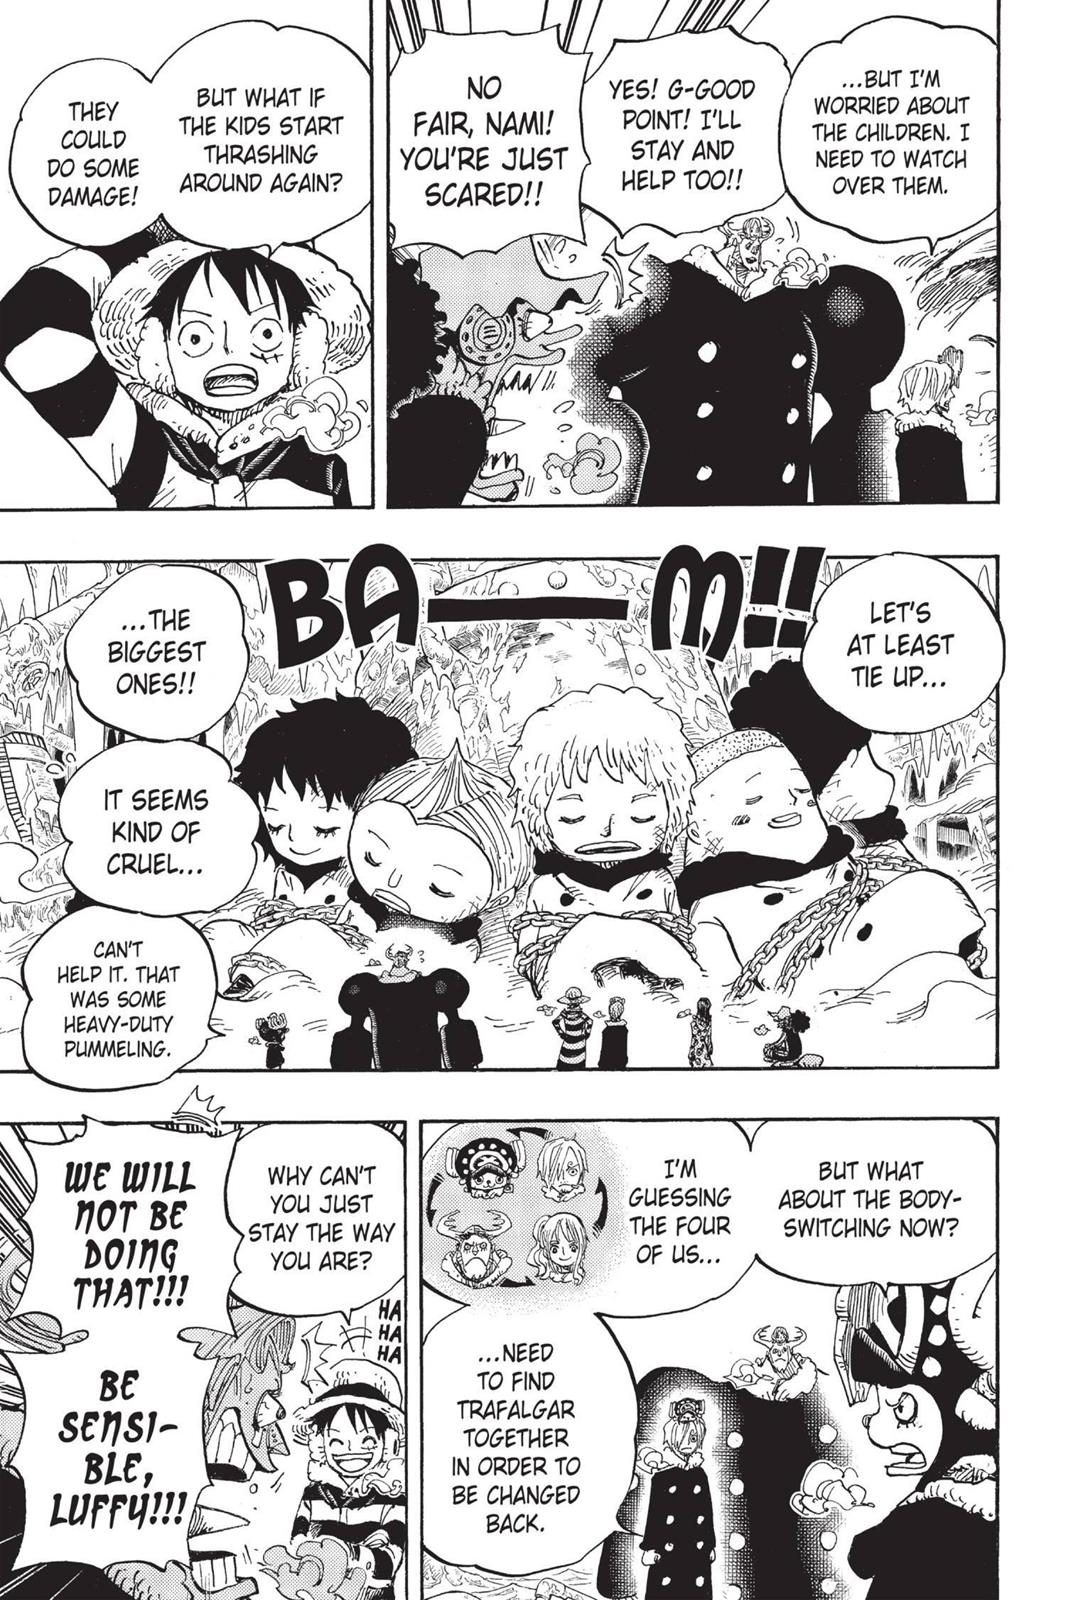 ...BUT I'M
WORRIED ABOUT
THE CHILDREN. I
NEED TO WATCH
OVER THEM.
YES! G-GOOD
POINT! I'LL
STAY AND
HELP TOO!!
NO
FAIR, NAMI!
YOU'RE JUST
SCARED!!
BUT WHAT IF
THE KIDS START
THRASHING
AROUND AGAIN?
THEY
COULD
DO SOME
DAMAGE!
LET'S
AT LEAST
TIE UP...
BA—M!!
...THE
BIGGEST
ONES!!
IT SEEMS
KIND OF
CRUEL...
CAN'T
HELP IT. THAT
WAS SOME
HEAVY-DUTY
PUMMELING.
BUT WHAT
ABOUT THE BODY-
SWITCHING NOW?
I'M
GUESSING
THE FOUR
OF US...
...NEED
TO FIND
TRAFALGAR
TOGETHER
IN ORDER TO
BE CHANGED
BACK.
WHY CAN'T
YOU JUST
STAY THE WAY
YOU ARE?
HA
HA
HA
WE WILL
NOT BE
DOING
THAT!!!
BE
SENSI-
BLE,
LUFFY!!!